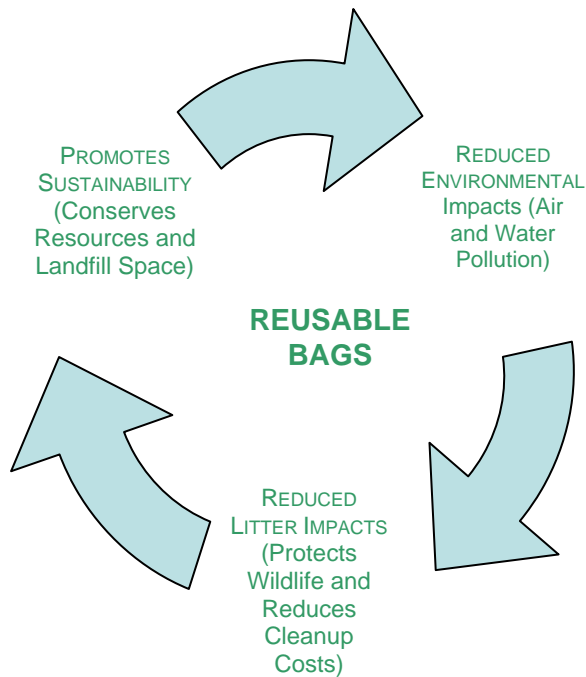 PROMOTES
SUSTAINABILITY
(Conserves
Resources and
Landfill Space)
REDUCED
ENVIRONMENTAL
Impacts (Air
and Water
Pollution)
REUSABLE
BAGS
REDUCED
LITTER IMPACTS
(Protects
Wildlife and
Reduces
Cleanup
Costs)